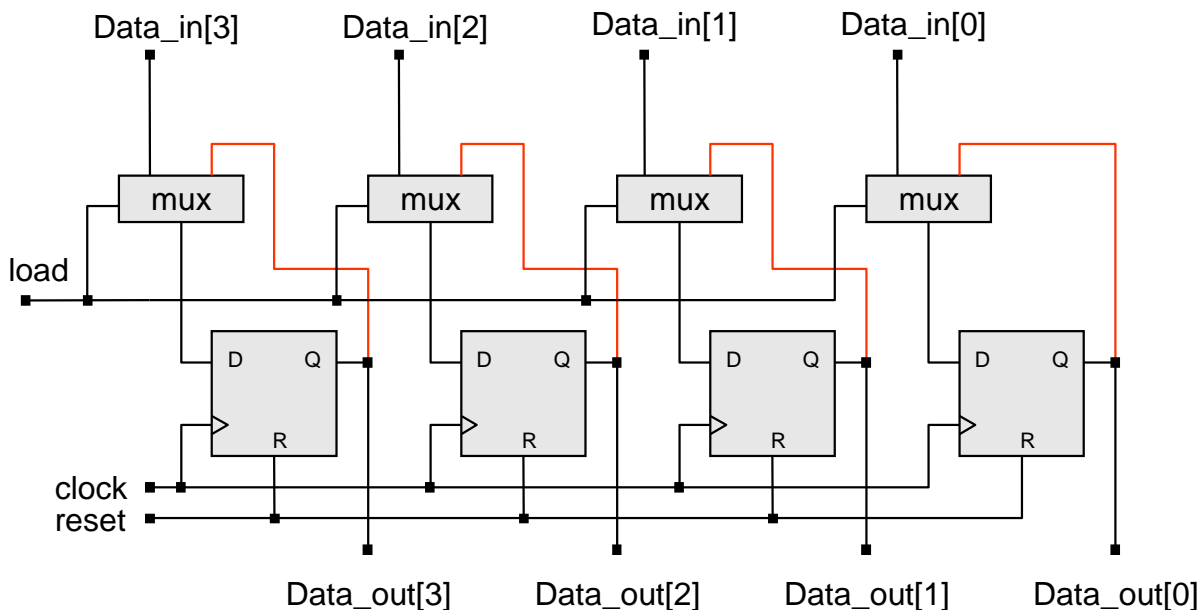 Data_in[3] Data_in[2] Data_in[1] Data_in[0]
mux mux mux mux
load
D Q D Q D Q D Q
R R R R
clock
reset
Data_out[3] Data_out[2] Data_out[1] Data_out[0]